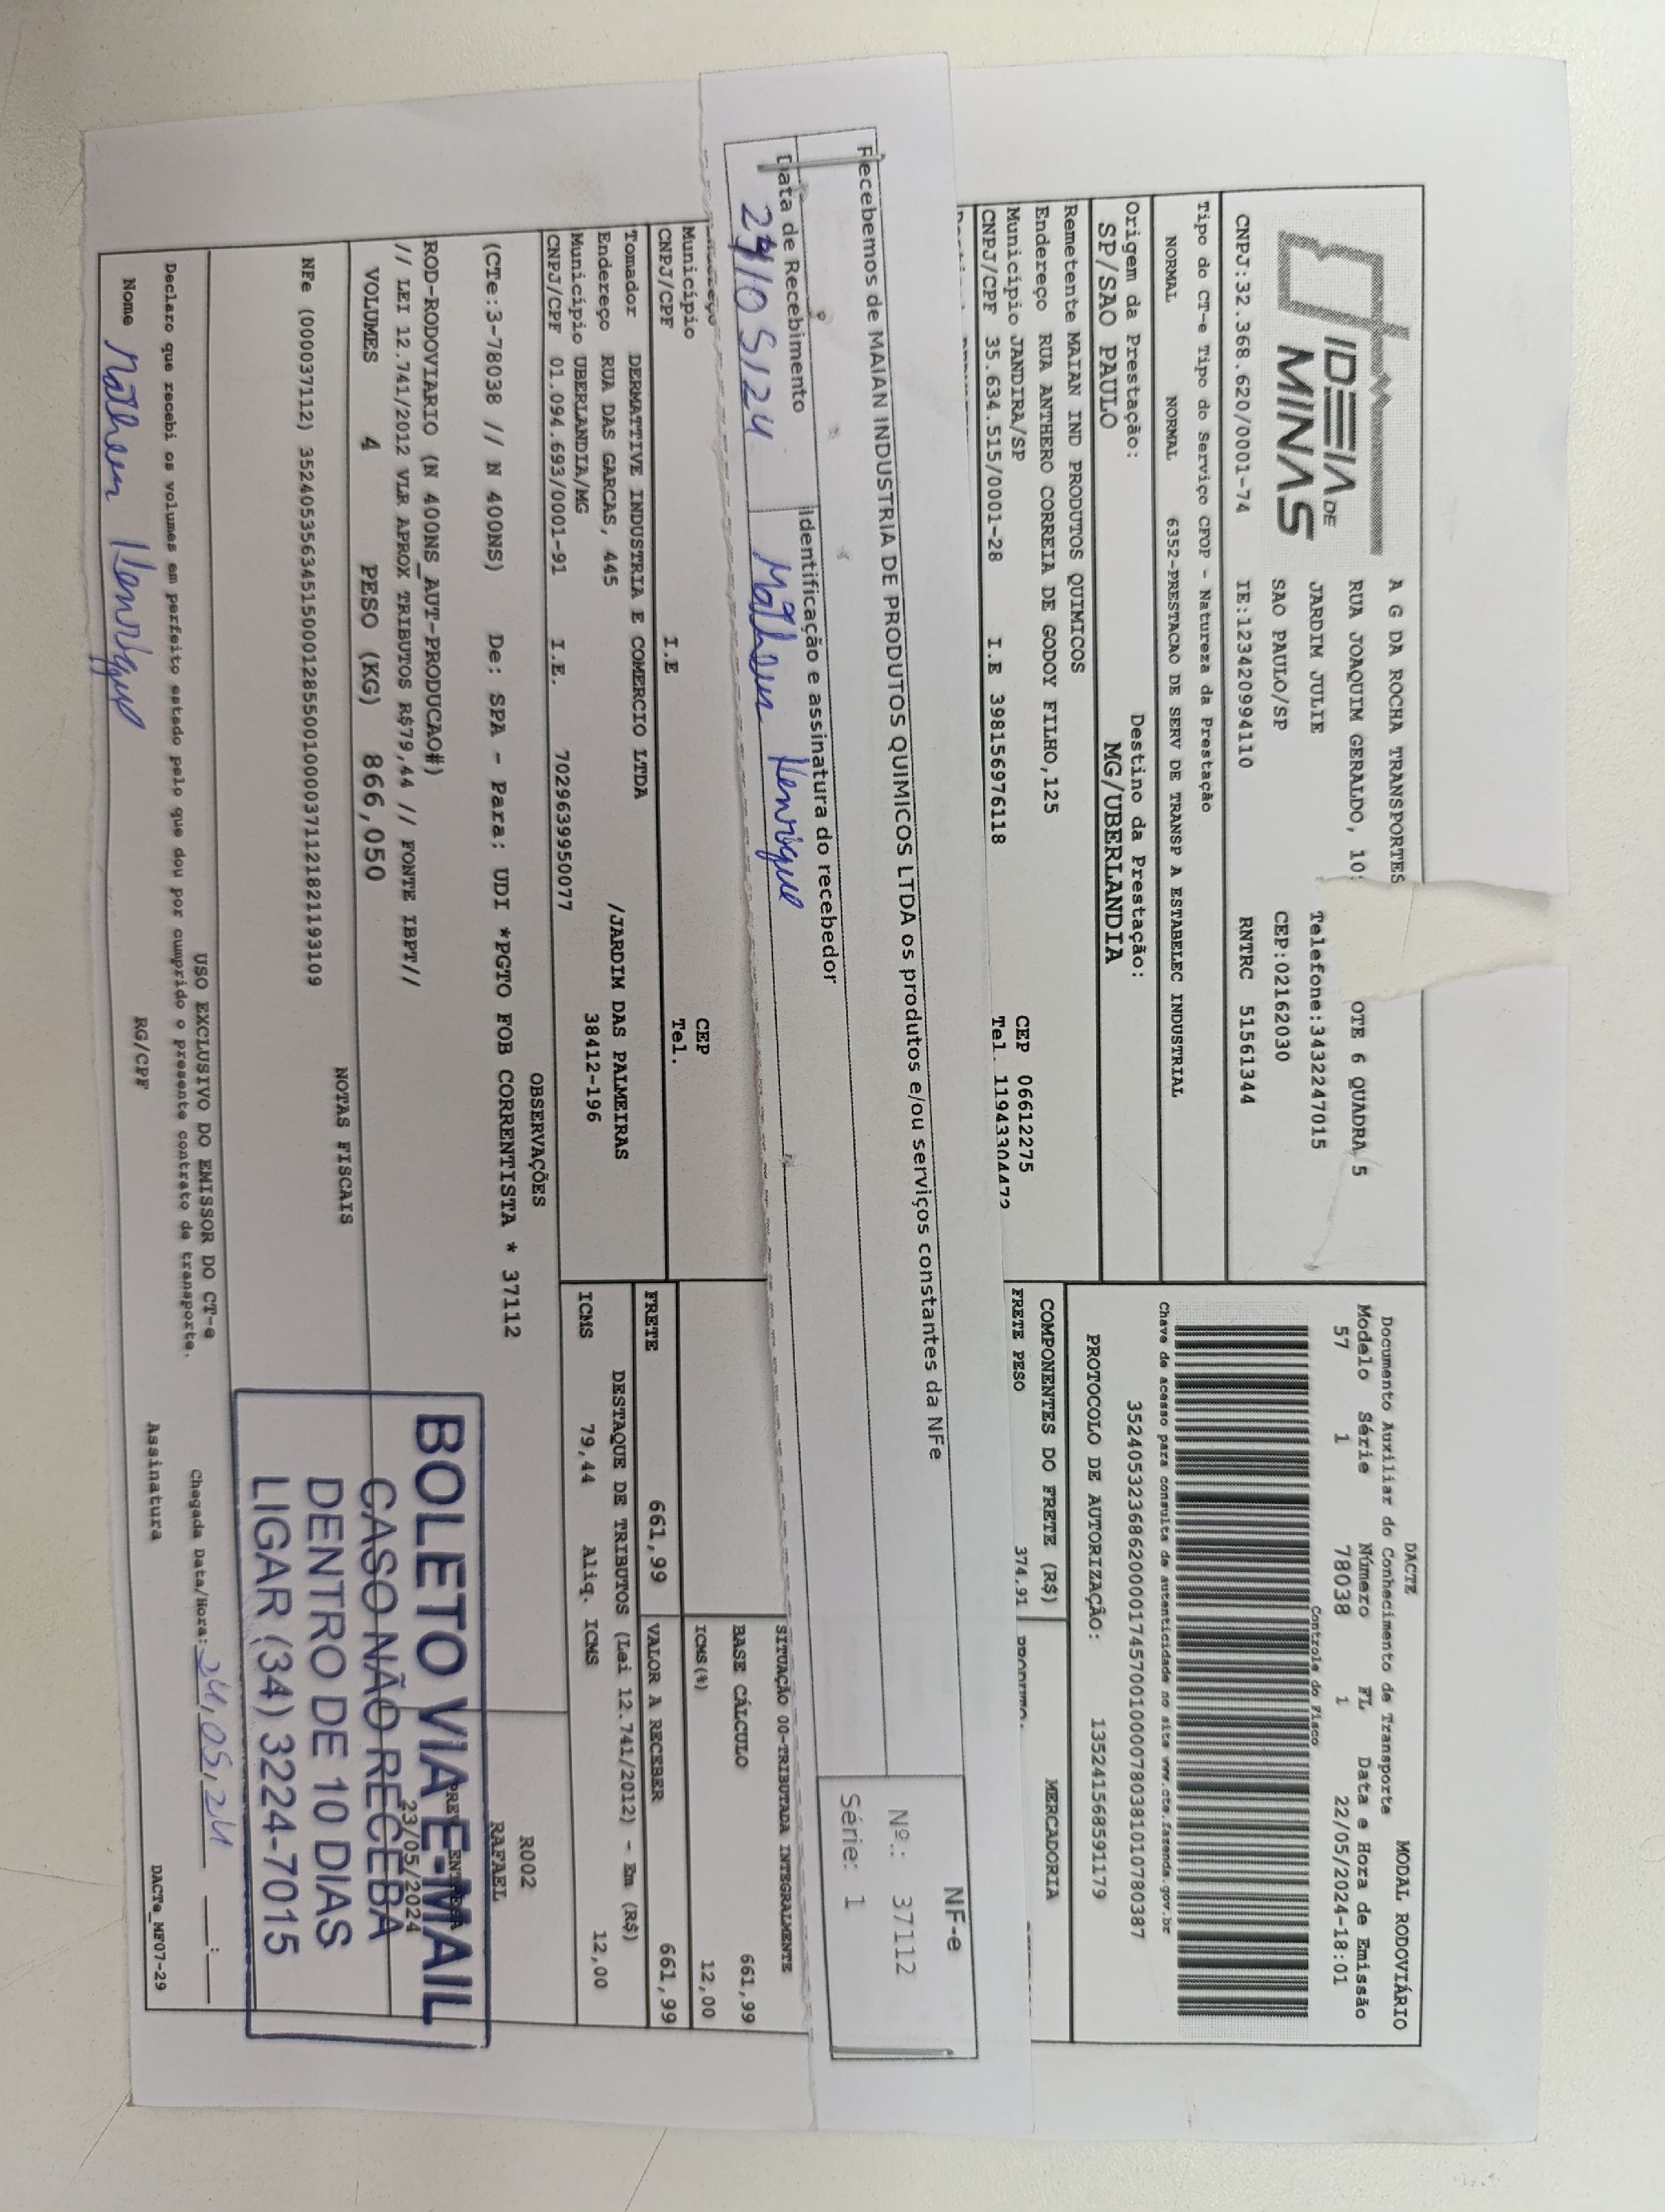 IDEIA DE
MINAS
A G DA ROCHA TRANSPORTES
RUA JOAQUIM GERALDO, 10 OTE 6 QUADRA 5
JARDIM JULIE Telefone:3432247015
SAO PAULO/SP CEP:02162030
CNPJ:32.368.620/0001-74 IE:123420994110 RNTRC 51561344
Tipo do CT-e Tipo do Serviço CFOP - Natureza da Prestação
NORMAL NORMAL 6352-PRESTACAO DE SERV DE TRANSP A ESTABELEC INDUSTRIAL
Origem da Prestação: Destino da Prestação:
SP/SAO PAULO MG/UBERLANDIA
DACTE MODAL RODOVIÁRIO
Documento Auxiliar do Conhecimento de Transporte
Modelo Série Número FL Data e Hora de Emissão
57 1 78038 1 22/05/2024-18:01
Controle do Fisco
Chave de acesso para consulta de autenticidade no site www.cte.fazenda.gov.br
35240532368620000174570010000780381010780387
PROTOCOLO DE AUTORIZAÇÃO: 135241568591179
Remetente MAIAN IND PRODUTOS QUIMICOS
Endereço RUA ANTHERO CORREIA DE GODOY FILHO,125
Município JANDIRA/SP CEP 06612275
CNPJ/CPF 35.634.515/0001-28 I.E 398156976118 Tel. 11943304472
COMPONENTES DO FRETE (R$) MERCADORIA
FRETE PESO 374,91
Recebemos de MAIAN INDUSTRIA DE PRODUTOS QUIMICOS LTDA os produtos e/ou serviços constantes da NFe
NF-e
Nº.: 37112
Série: 1
Data de Recebimento Identificação e assinatura do recebedor
24/05/24 Matheus Henrique
Município CEP
CNPJ/CPF I.E Tel.
SITUAÇÃO 00-TRIBUTADA INTEGRALMENTE
BASE CÁLCULO 661,99
ICMS(%) 12,00
Tomador DERMATTIVE INDUSTRIA E COMERCIO LTDA
Endereço RUA DAS GARCAS, 445 /JARDIM DAS PALMEIRAS
Município UBERLANDIA/MG 38412-196
CNPJ/CPF 01.094.693/0001-91 I.E. 7029639950077
FRETE 661,99 VALOR A RECEBER 661,99
DESTAQUE DE TRIBUTOS (Lei 12.741/2012) - Em (R$)
ICMS 79,44 Aliq. ICMS 12,00
OBSERVAÇÕES
(CTe:3-78038 // N 400NS) De: SPA - Para: UDI *PGTO FOB CORRENTISTA * 37112
R002
RAFAEL
ROD-RODOVIARIO (N 400NS_AUT-PRODUCAO#)
// LEI 12.741/2012 VLR APROX TRIBUTOS R$79,44 // FONTE IBPT//
23/05/2024
VOLUMES 4 PESO (KG) 866,050
NOTAS FISCAIS
NFe (000037112) 35240535634515000128550010000371121821193109
BOLETO VIA E-MAIL
CASO NÃO RECEBA
DENTRO DE 10 DIAS
LIGAR (34) 3224-7015
USO EXCLUSIVO DO EMISSOR DO CT-e
Declaro que recebi os volumes em perfeito estado pelo que dou por cumprido o presente contrato de transporte.
Chegada Data/Hora: 24/05/24 __:__
Nome Matheus Henrique RG/CPF Assinatura
DACTe_MF07-29